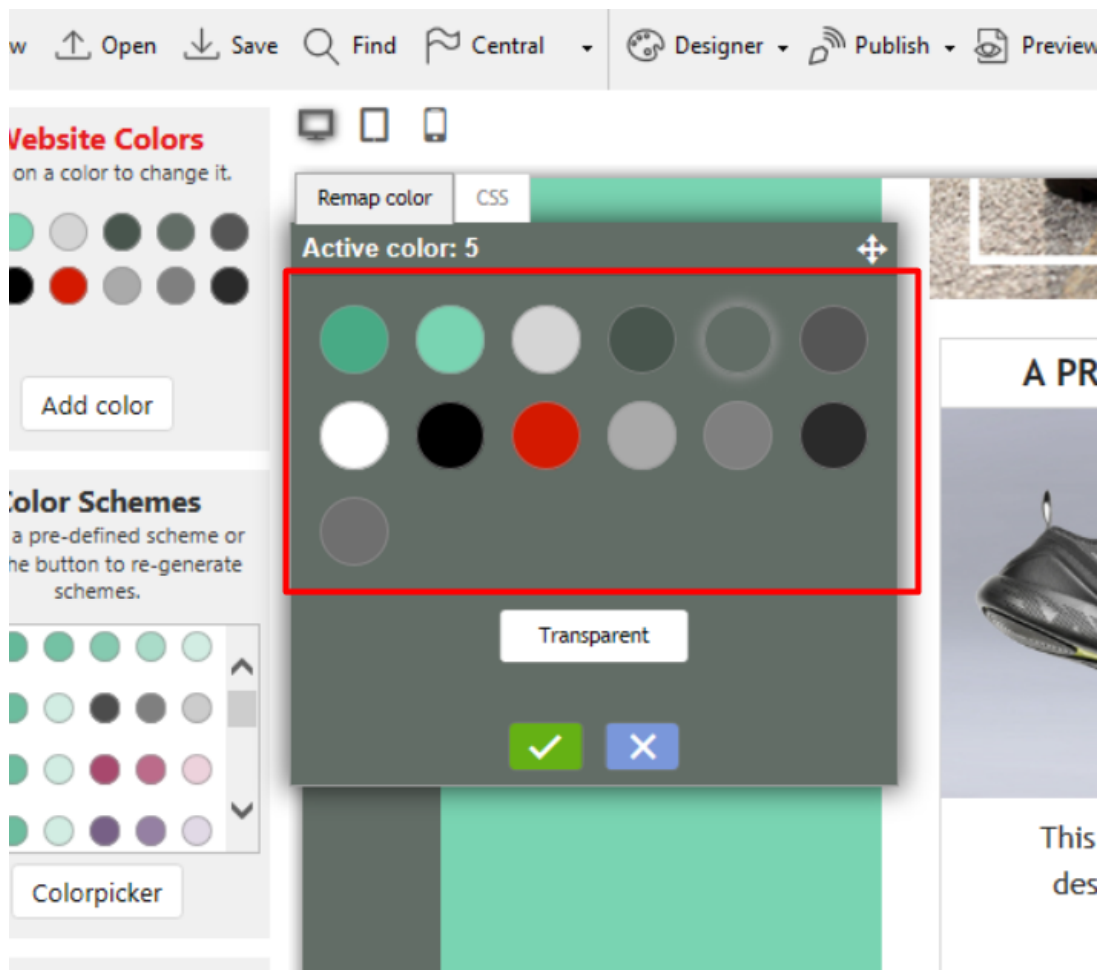 w Open Save Find Central Designer Publish Preview
Website Colors
on a color to change it.
Add color
Color Schemes
a pre-defined scheme or
he button to re-generate
schemes.
Colorpicker
Remap color CSS
Active color: 5
Transparent
A PR
This
des